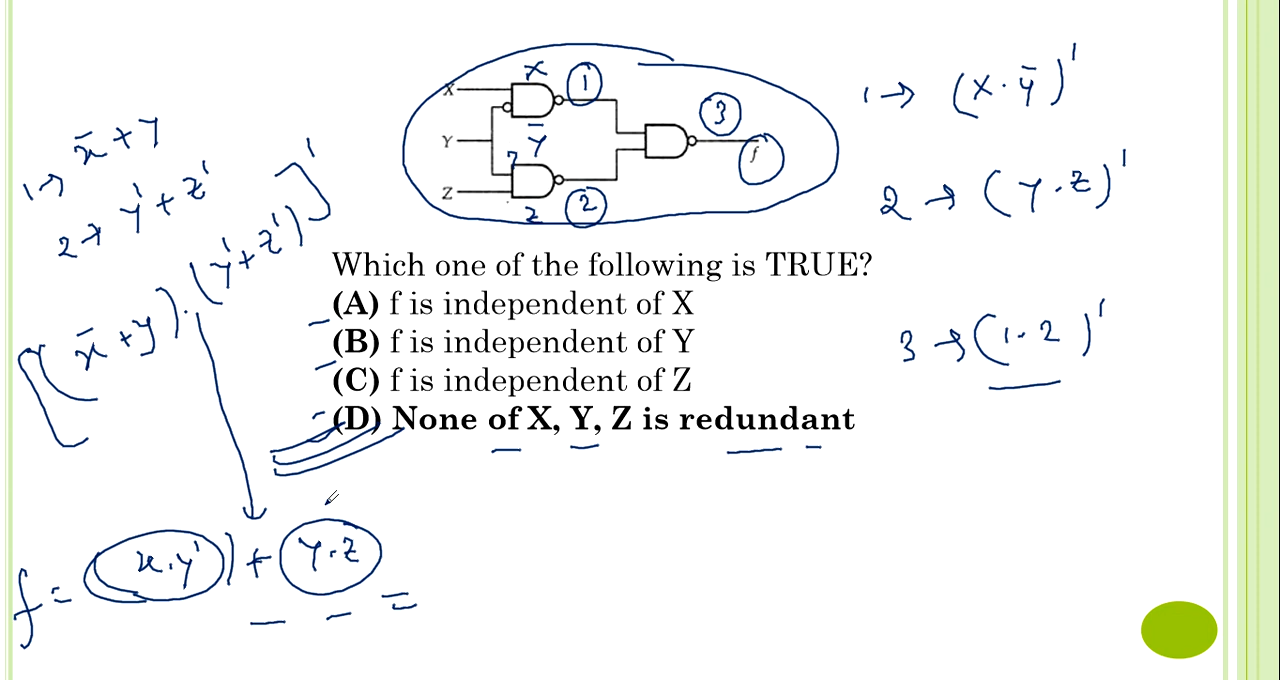 X
X
1
1 → (X · Ȳ)'
3
x̄ + y
Y
Ȳ
f
1 →
Y
2 → y' + z'
Z
z
2
2 → (Y · Z)'
[(x̄ + y) · (y' + z')]'
Which one of the following is TRUE?
(A) f is independent of X
(B) f is independent of Y
3 → (1 · 2)'
(C) f is independent of Z
(D) None of X, Y, Z is redundant
f = (x.y') + (Y.Z)